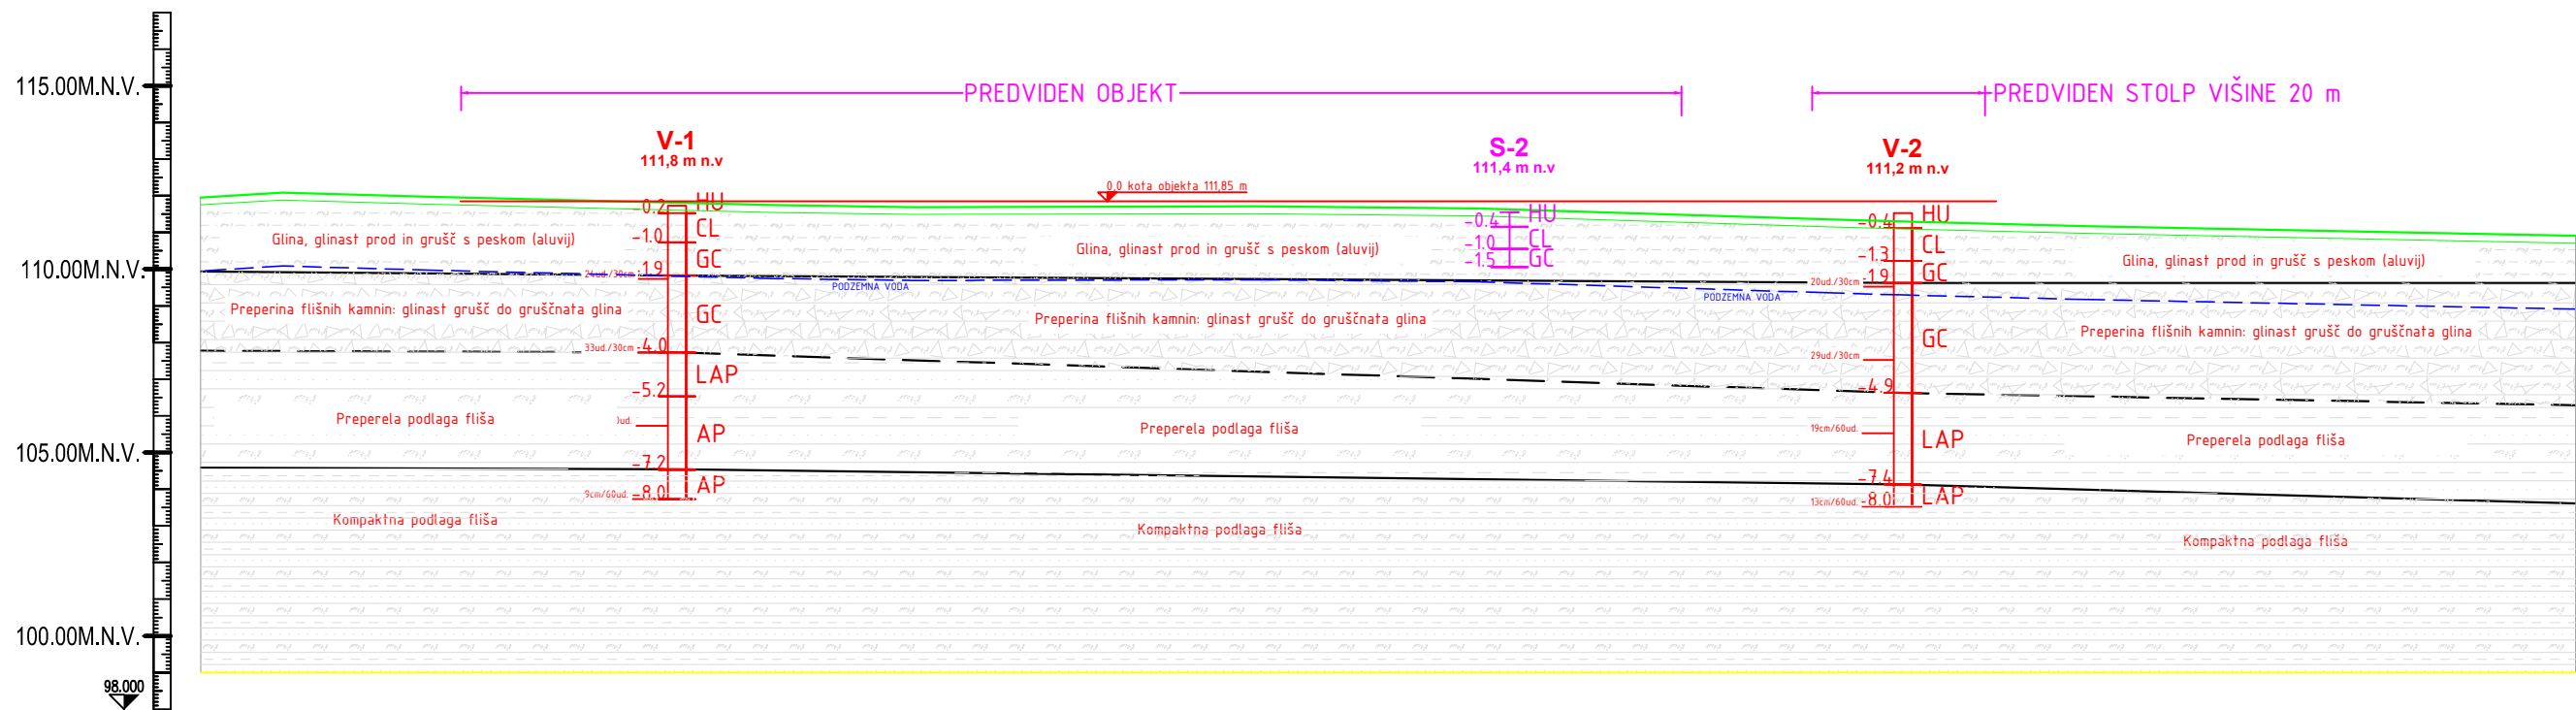 115.00M.N.V.
110.00M.N.V.
105.00M.N.V.
100.00M.N.V.
98.000
PREDVIDEN OBJEKT
PREDVIDEN STOLP VIŠINE 20 m
V-1
111,8 m n.v
S-2
111,4 m n.v
V-2
111,2 m n.v
0,0 kota objekta 111,85 m
-0.2
HU
CL
-1.0
GC
-1.9
GC
33ud./30cm
-4.0
LAP
-5.2
AP
-7.2
AP
9cm/60ud.
-8.0
-0.4
HU
-1.0
CL
-1.5
GC
-0.4
HU
CL
-1.3
GC
-1.9
20ud./30cm
GC
29ud./30cm
-4.9
19cm/60ud.
LAP
-7.4
LAP
13cm/60ud.
-8.0
Glina, glinast prod in grušč s peskom (aluvij)
Glina, glinast prod in grušč s peskom (aluvij)
Glina, glinast prod in grušč s peskom (aluvij)
PODZEMNA VODA
PODZEMNA VODA
Preperina flišnih kamnin: glinast grušč do gruščnata glina
Preperina flišnih kamnin: glinast grušč do gruščnata glina
Preperina flišnih kamnin: glinast grušč do gruščnata glina
Preperela podlaga fliša
Preperela podlaga fliša
Preperela podlaga fliša
Kompaktna podlaga fliša
Kompaktna podlaga fliša
Kompaktna podlaga fliša